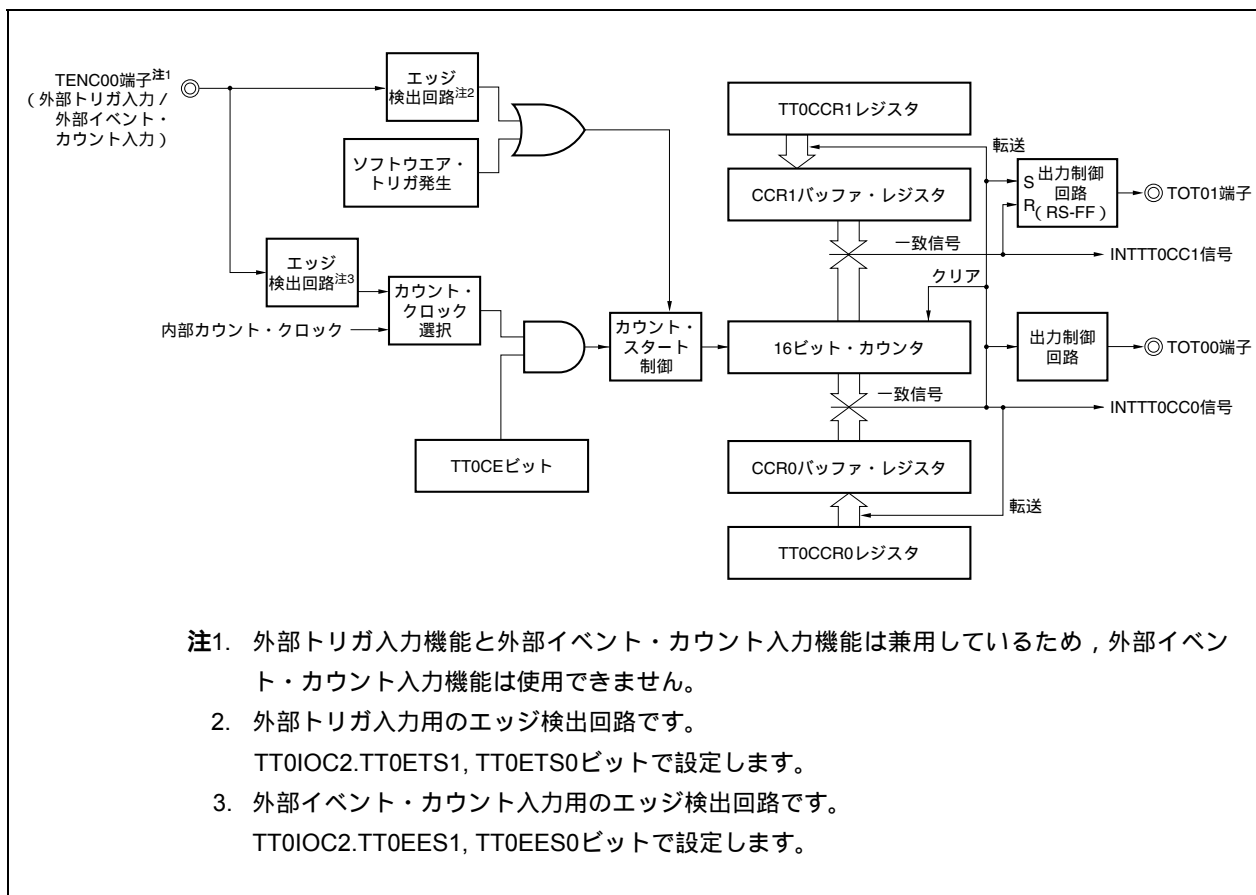 TENC00端子注1
(外部トリガ入力/
外部イベント・
カウント入力)
エッジ
検出回路注2
ソフトウエア・
トリガ発生
エッジ
検出回路注3
内部カウント・クロック
カウント・
クロック
選択
TT0CEビット
カウント・
スタート
制御
TT0CCR1レジスタ
転送
CCR1バッファ・レジスタ
一致信号
クリア
16ビット・カウンタ
一致信号
CCR0バッファ・レジスタ
転送
TT0CCR0レジスタ
S
R
出力制御
回路
(RS-FF)
TOT01端子
INTTT0CC1信号
出力制御
回路
TOT00端子
INTTT0CC0信号
注1. 外部トリガ入力機能と外部イベント・カウント入力機能は兼用しているため,外部イベン
ト・カウント入力機能は使用できません。
2. 外部トリガ入力用のエッジ検出回路です。
TT0IOC2.TT0ETS1, TT0ETS0ビットで設定します。
3. 外部イベント・カウント入力用のエッジ検出回路です。
TT0IOC2.TT0EES1, TT0EES0ビットで設定します。